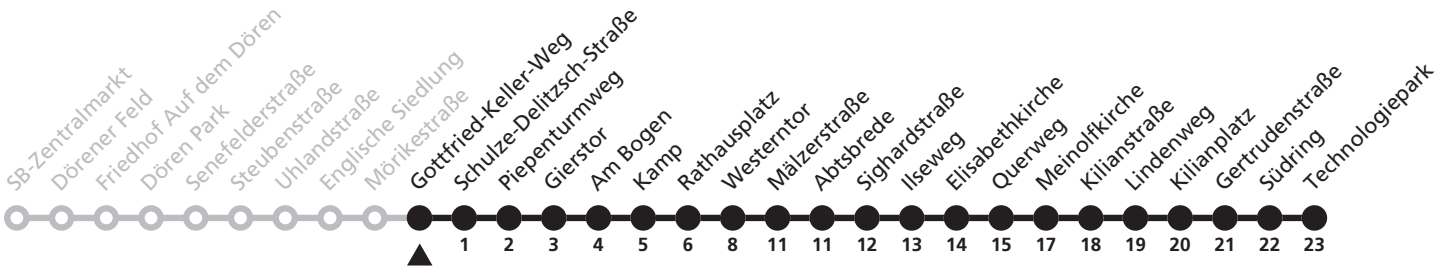 SB-Zentralmarkt
Dörener Feld
Friedhof Auf dem Dören
Dören Park
Senefelderstraße
Steubenstraße
Uhlandstraße
Englische Siedlung
Mörikestraße
Gottfried-Keller-Weg
Schulze-Delitzsch-Straße
Piepenturmweg
Gierstor
Am Bogen
Kamp
Rathausplatz
Westerntor
Mälzerstraße
Abtsbrede
Sighardstraße
Ilseweg
Elisabethkirche
Querweg
Meinolfkirche
Kilianstraße
Lindenweg
Kilianplatz
Gertrudenstraße
Südring
Technologiepark
1 2 3 4 5 6 8 11 11 12 13 14 15 17 18 19 20 21 22 23